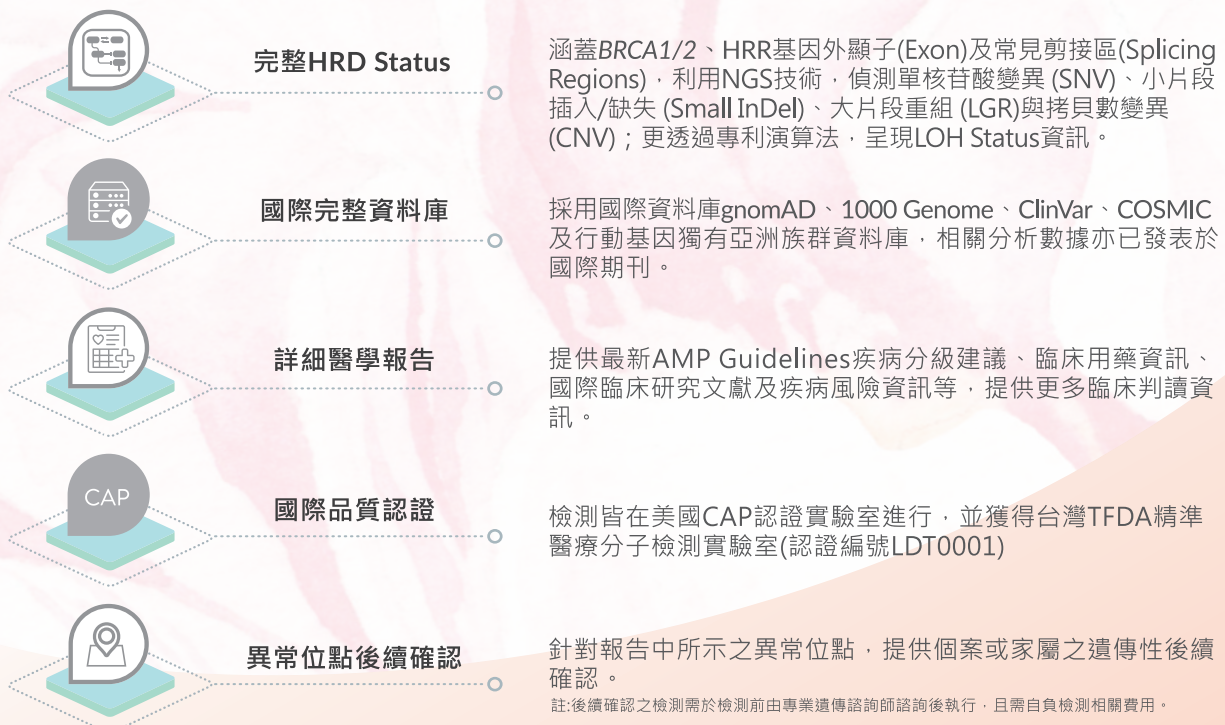 完整HRD Status
涵蓋BRCA1/2、HRR基因外顯子(Exon)及常見剪接區(Splicing
Regions)，利用NGS技術，偵測單核苷酸變異 (SNV)、小片段
插入/缺失 (Small InDel)、大片段重組 (LGR)與拷貝數變異
(CNV)；更透過專利演算法，呈現LOH Status資訊。
國際完整資料庫
採用國際資料庫gnomAD、1000 Genome、ClinVar、COSMIC
及行動基因獨有亞洲族群資料庫，相關分析數據亦已發表於
國際期刊。
詳細醫學報告
提供最新AMP Guidelines疾病分級建議、臨床用藥資訊、
國際臨床研究文獻及疾病風險資訊等，提供更多臨床判讀資
訊。
CAP
國際品質認證
檢測皆在美國CAP認證實驗室進行，並獲得台灣TFDA精準
醫療分子檢測實驗室(認證編號LDT0001)
異常位點後續確認
針對報告中所示之異常位點，提供個案或家屬之遺傳性後續
確認。
註:後續確認之檢測需於檢測前由專業遺傳諮詢師諮詢後執行，且需自負檢測相關費用。